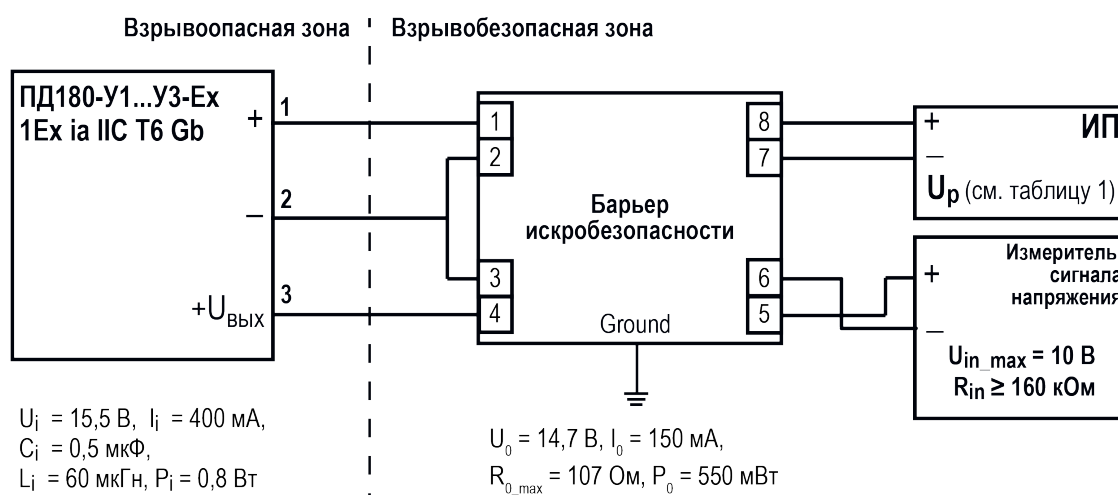 Взрывоопасная зона
Взрывобезопасная зона
ПД180-У1...У3-Ех
1Ex ia IIC T6 Gb
+
1
–
2
+Uвых
3
Ui = 15,5 В, Ii = 400 мА,
Ci = 0,5 мкФ,
Li = 60 мкГн, Pi = 0,8 Вт
1
2
3
4
Барьер
искробезопасности
Ground
8
7
6
5
U0 = 14,7 В, I0 = 150 мА,
R0_max = 107 Ом, P0 = 550 мВт
+
ИП
–
Up (см. таблицу 1)
Измеритель
сигнала
напряжения
+
–
Uin_max = 10 В
Rin ≥ 160 кОм